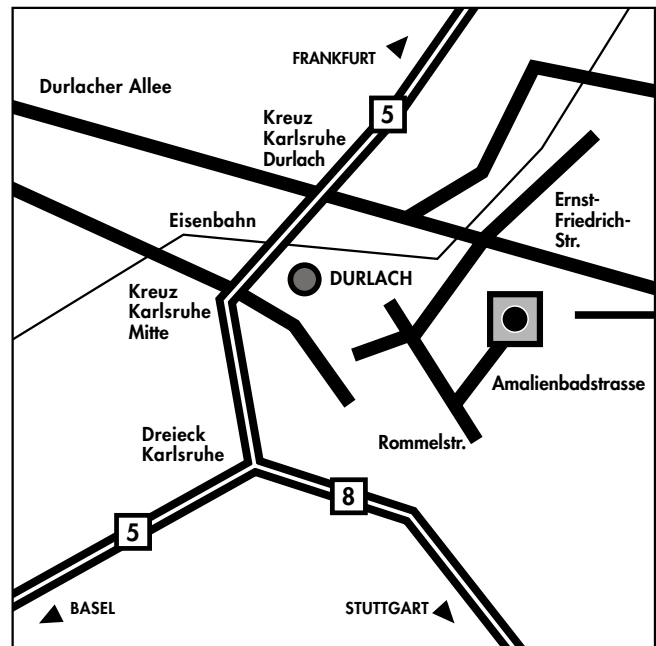 FRANKFURT
Durlacher Allee
5
Kreuz
Karlsruhe
Durlach
Ernst-
Friedrich-
Str.
Eisenbahn
DURLACH
Kreuz
Karlsruhe
Mitte
Amalienbadstrasse
Rommelstr.
Dreieck
Karlsruhe
8
5
BASEL
STUTTGART